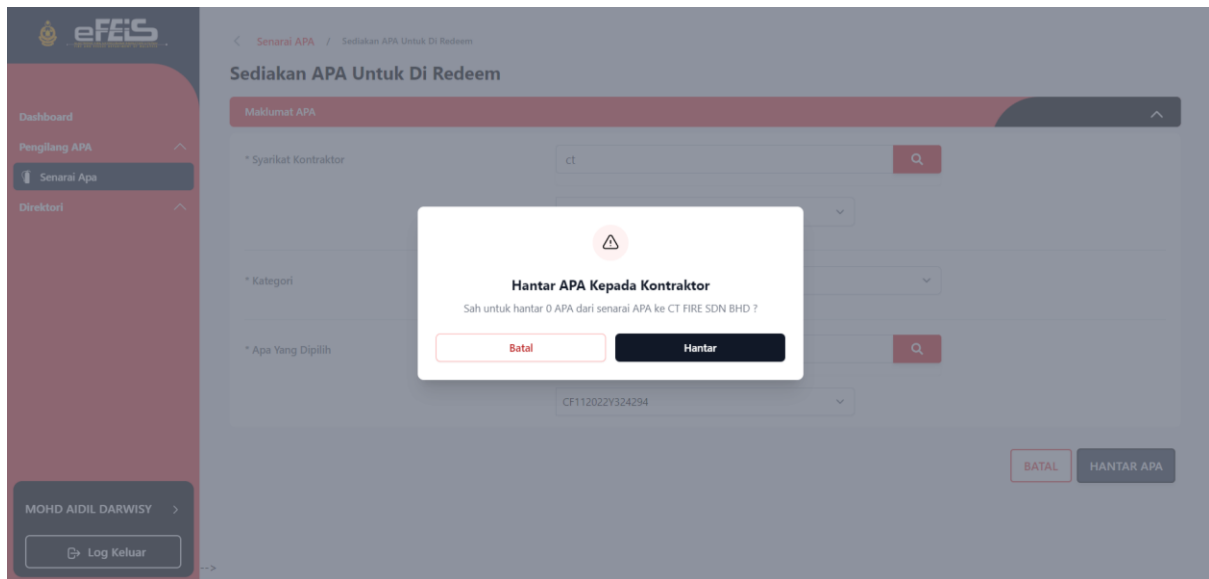 eFEiS
Senarai APA / Sediakan APA Untuk Di Redeem
Sediakan APA Untuk Di Redeem
Dashboard
Pengilang APA
Senarai Apa
Direktori
Maklumat APA
* Syarikat Kontraktor
ct
* Kategori
* Apa Yang Dipilih
CF112022Y324294
Hantar APA Kepada Kontraktor
Sah untuk hantar 0 APA dari senarai APA ke CT FIRE SDN BHD ?
Batal
Hantar
BATAL
HANTAR APA
MOHD AIDIL DARWISY
Log Keluar
-->